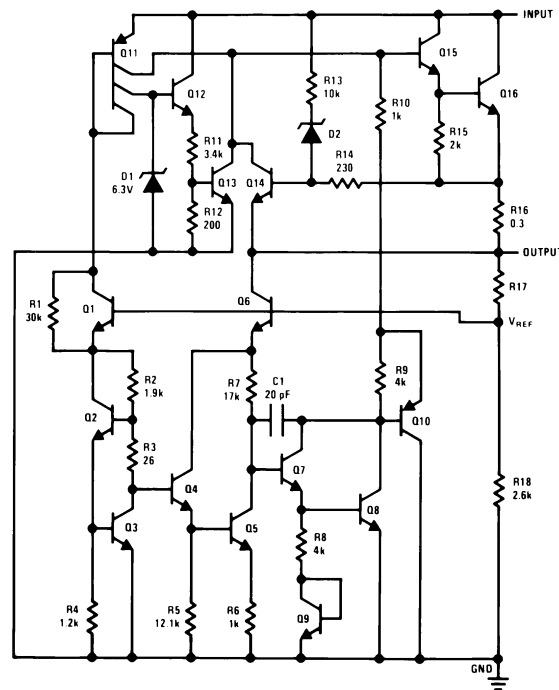 INPUT
Q11
Q15
Q12
R13
10k
R10
1k
Q16
R11
3.4k
D2
R15
2k
D1
6.3V
Q13
Q14
R14
230
R12
200
R16
0.3
OUTPUT
R1
30k
Q1
Q6
R17
VREF
R2
1.9k
R7
17k
C1
20 pF
R9
4k
Q2
Q10
R3
26
Q4
Q7
R18
2.6k
Q3
Q5
Q8
R8
4k
R4
1.2k
R5
12.1k
R6
1k
Q9
GND